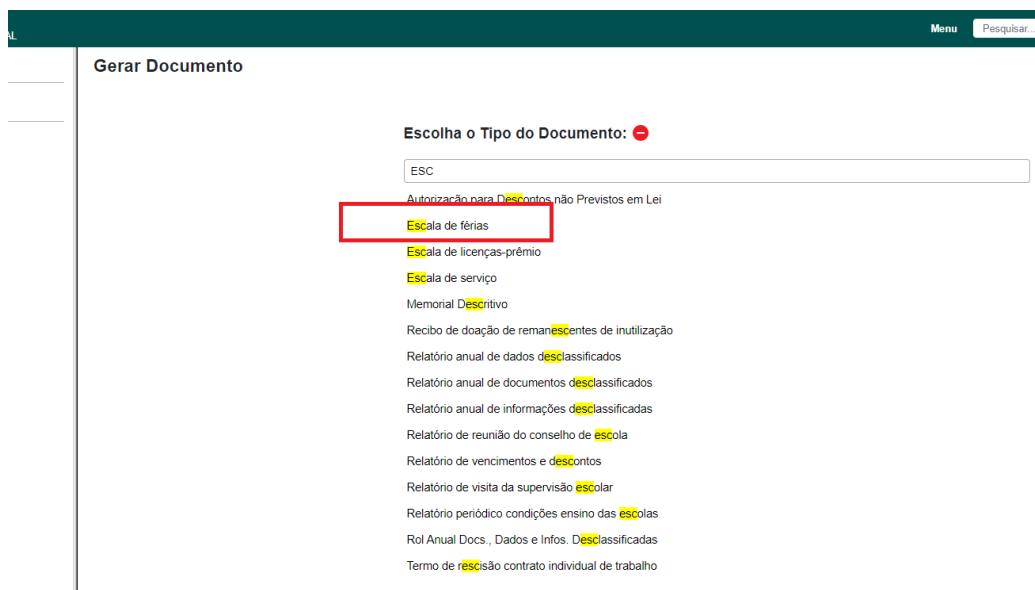 AL
Menu
Pesquisar...
Gerar Documento
Escolha o Tipo do Documento:
ESC
Autorização para Descontos não Previstos em Lei
Escala de férias
Escala de licenças-prêmio
Escala de serviço
Memorial Descritivo
Recibo de doação de remanescentes de inutilização
Relatório anual de dados desclassificados
Relatório anual de documentos desclassificados
Relatório anual de informações desclassificadas
Relatório de reunião do conselho de escola
Relatório de vencimentos e descontos
Relatório de visita da supervisão escolar
Relatório periódico condições ensino das escolas
Rol Anual Docs., Dados e Infos. Desclassificadas
Termo de rescisão contrato individual de trabalho